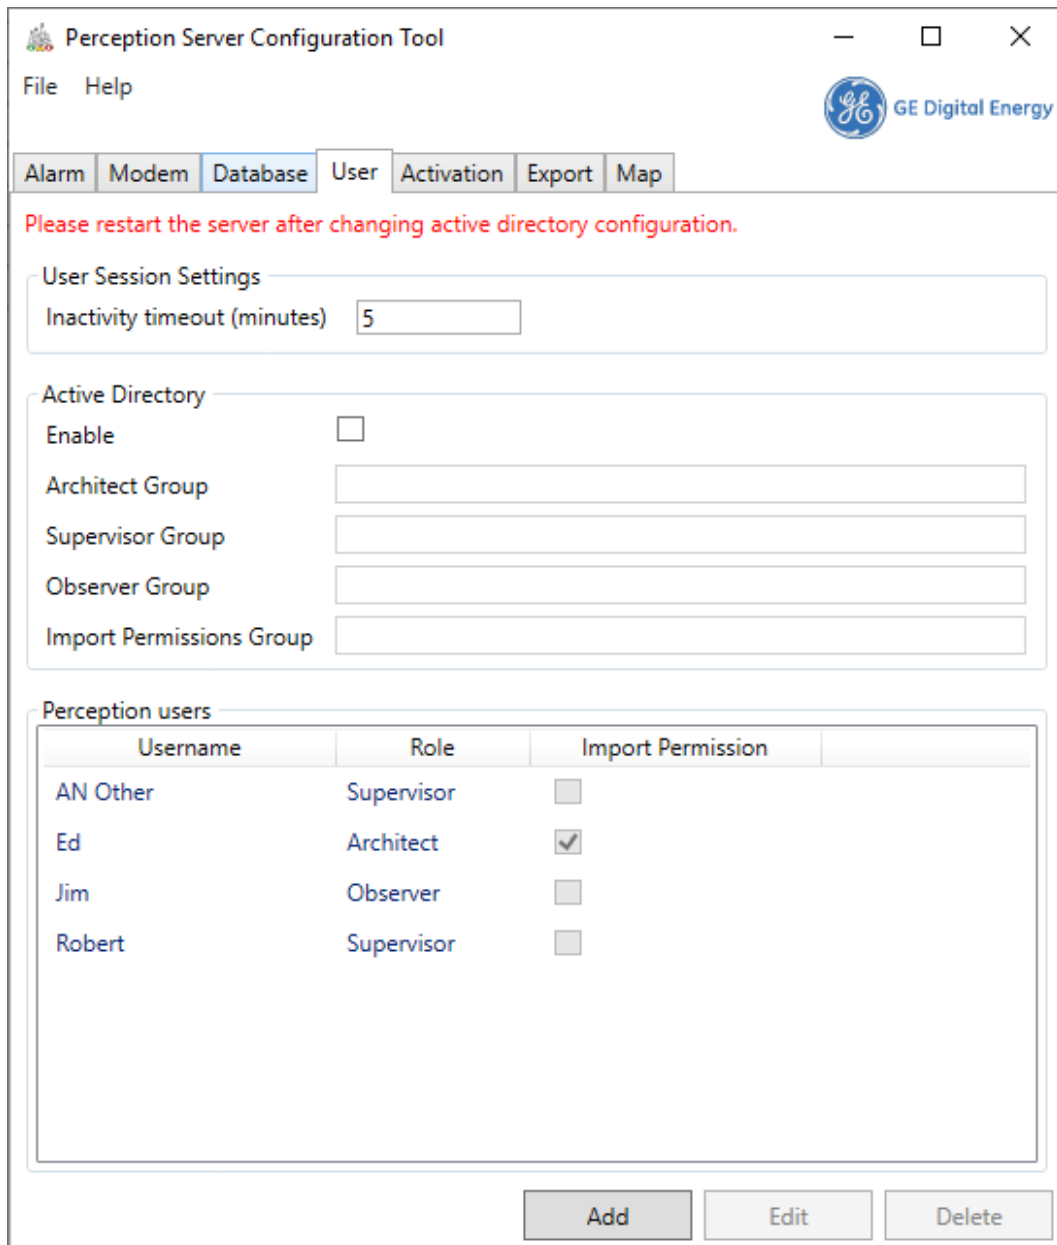 Perception Server Configuration Tool
File Help
GE Digital Energy
Alarm Modem Database User Activation Export Map
Please restart the server after changing active directory configuration.
User Session Settings
Inactivity timeout (minutes) 5
Active Directory
Enable
Architect Group
Supervisor Group
Observer Group
Import Permissions Group
Perception users
Username Role Import Permission
AN Other Supervisor
Ed Architect
Jim Observer
Robert Supervisor
Add Edit Delete